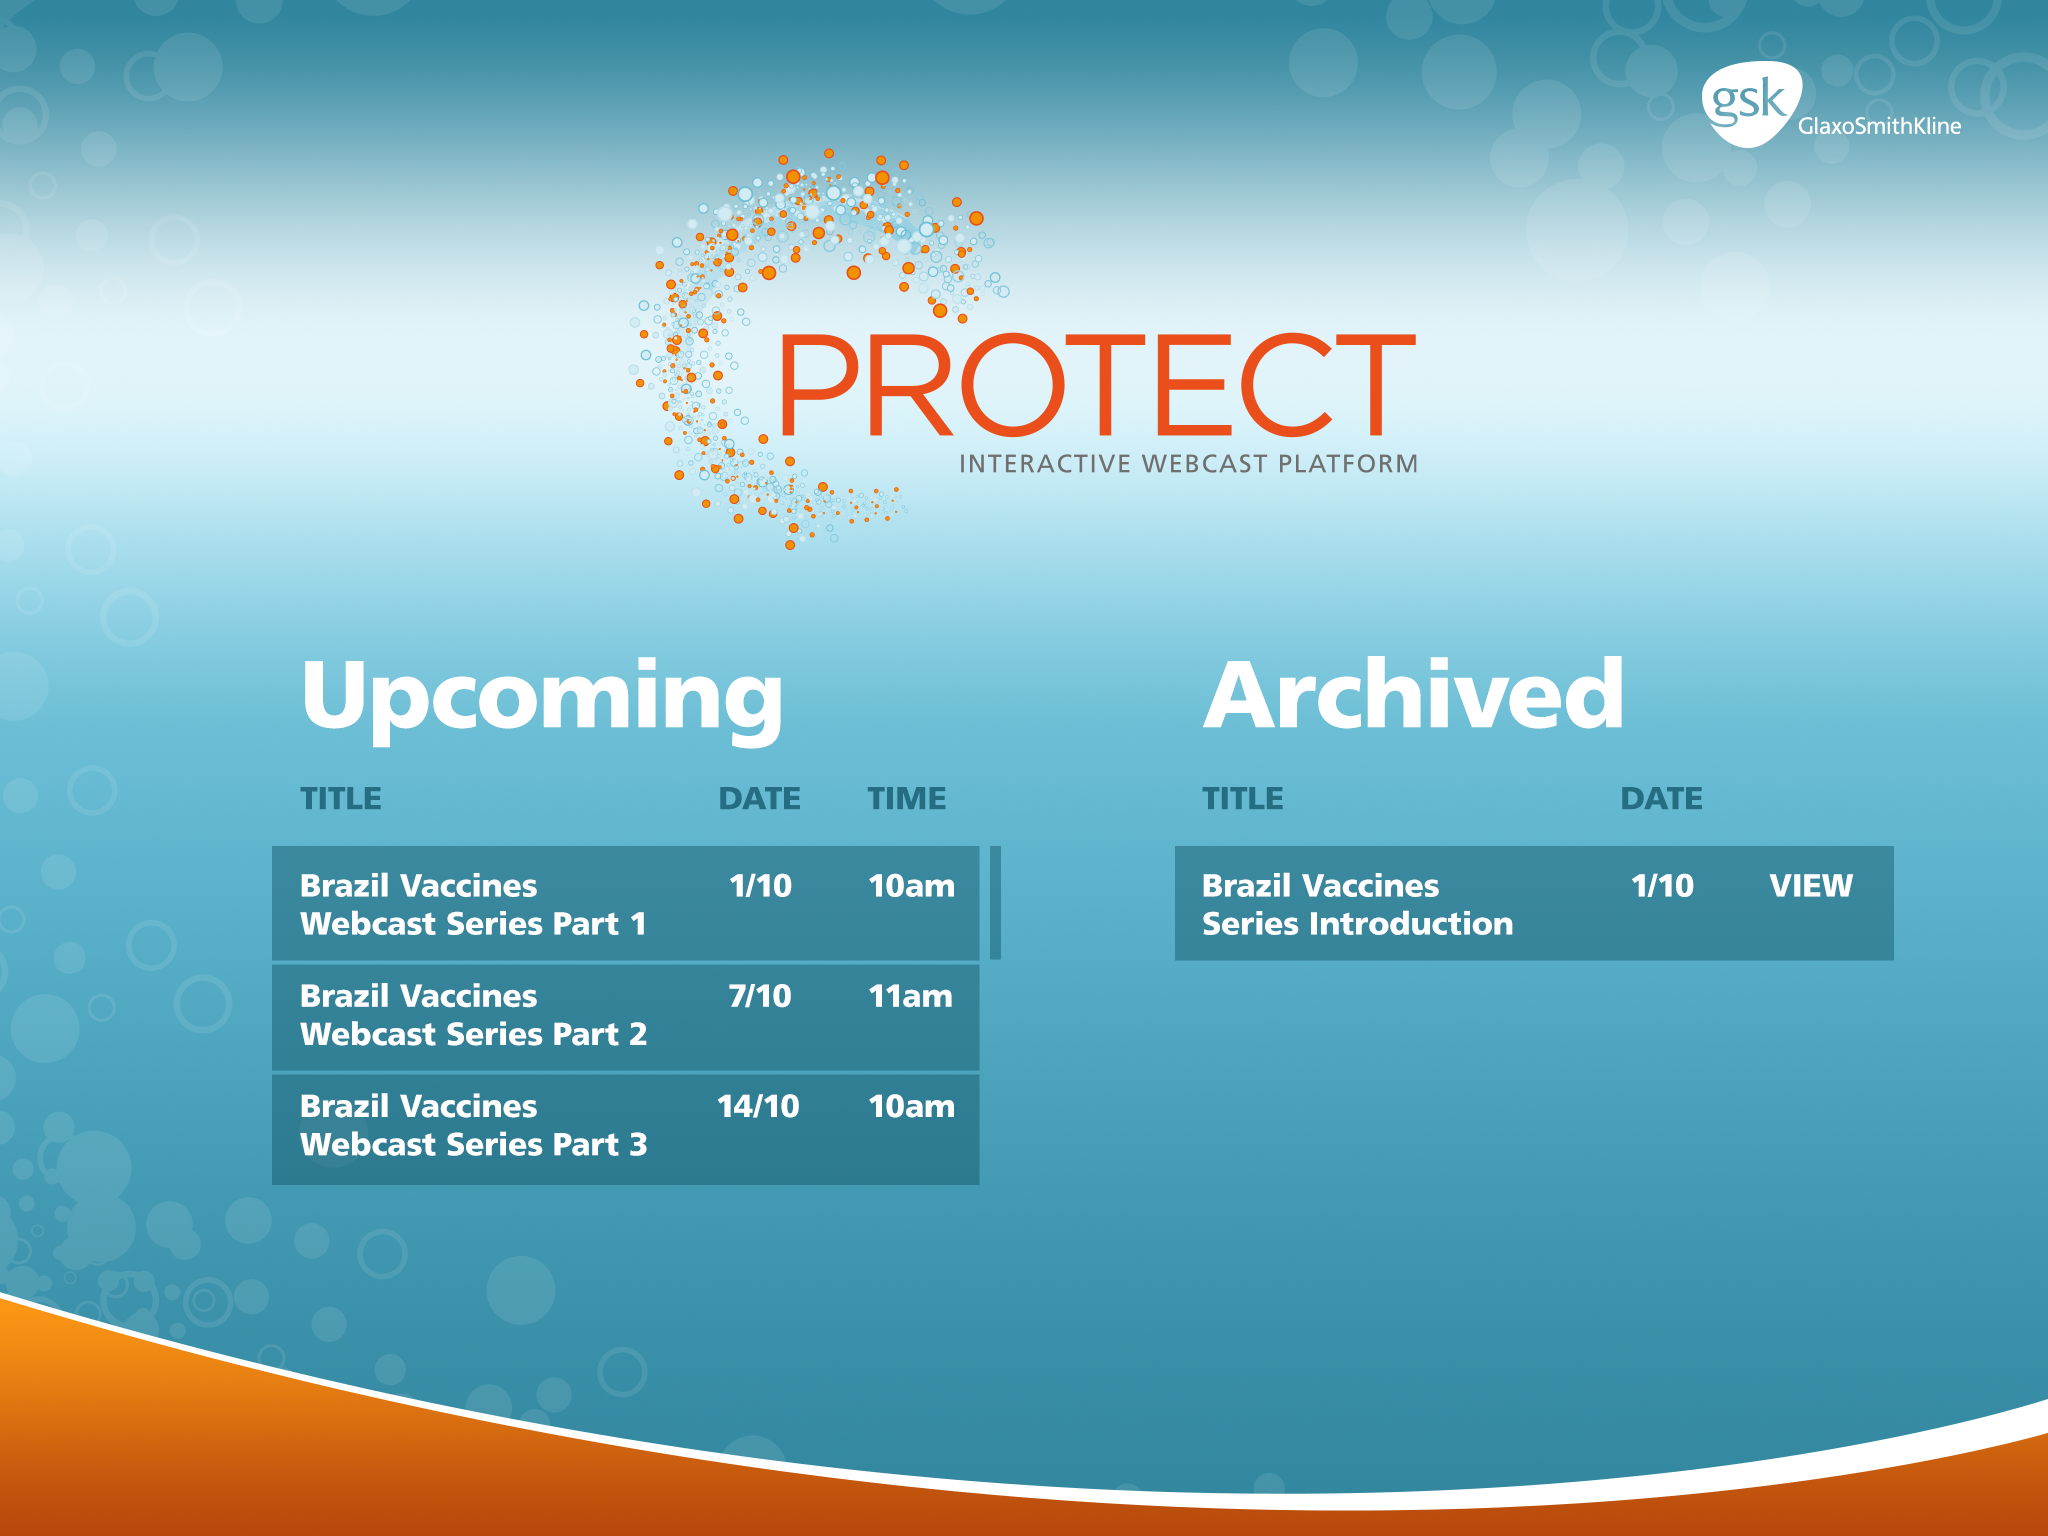 gsk
GlaxoSmithKline
PROTECT
INTERACTIVE WEBCAST PLATFORM
Upcoming
TITLE DATE TIME
Brazil Vaccines 1/10 10am
Webcast Series Part 1
Brazil Vaccines 7/10 11am
Webcast Series Part 2
Brazil Vaccines 14/10 10am
Webcast Series Part 3
Archived
TITLE DATE
Brazil Vaccines 1/10 VIEW
Series Introduction